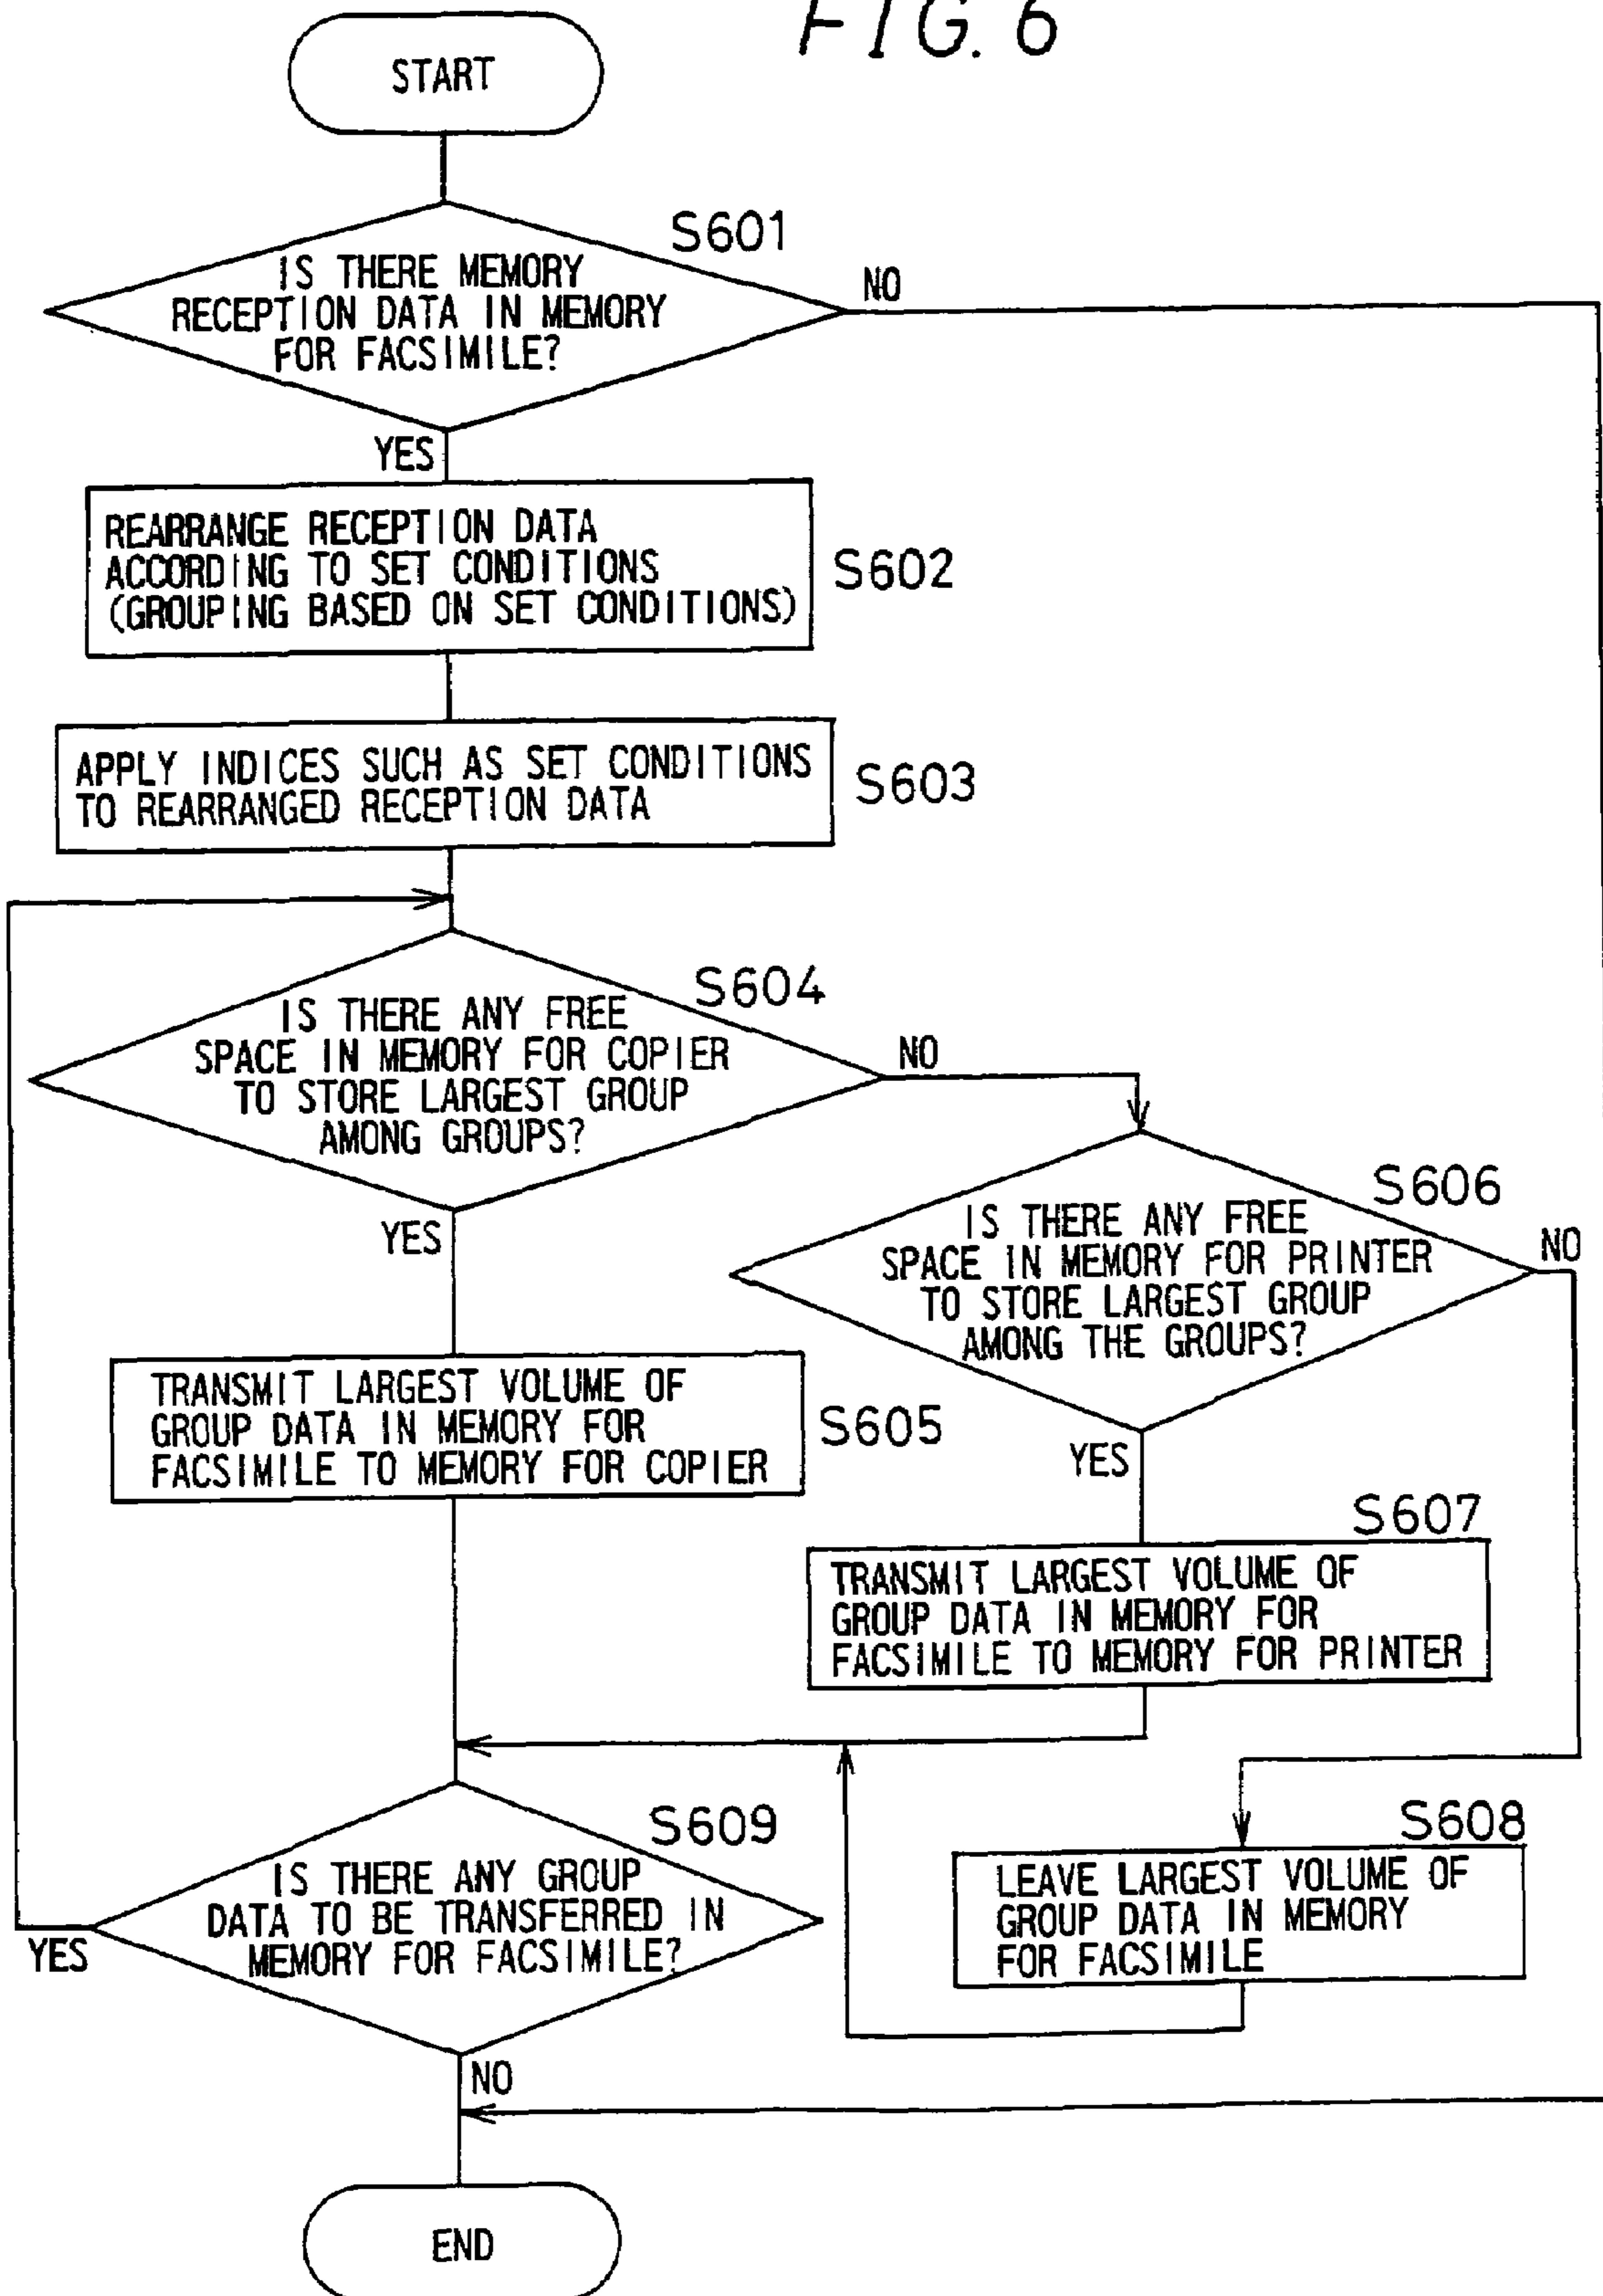 FIG. 6
START
S601
IS THERE MEMORY
RECEPTION DATA IN MEMORY
FOR FACSIMILE?
NO
YES
REARRANGE RECEPTION DATA
ACCORDING TO SET CONDITIONS
(GROUPING BASED ON SET CONDITIONS)
S602
APPLY INDICES SUCH AS SET CONDITIONS
TO REARRANGED RECEPTION DATA
S603
S604
IS THERE ANY FREE
SPACE IN MEMORY FOR COPIER
TO STORE LARGEST GROUP
AMONG GROUPS?
NO
YES
S606
IS THERE ANY FREE
SPACE IN MEMORY FOR PRINTER
TO STORE LARGEST GROUP
AMONG THE GROUPS?
NO
YES
TRANSMIT LARGEST VOLUME OF
GROUP DATA IN MEMORY FOR
FACSIMILE TO MEMORY FOR COPIER
S605
S607
TRANSMIT LARGEST VOLUME OF
GROUP DATA IN MEMORY FOR
FACSIMILE TO MEMORY FOR PRINTER
S608
LEAVE LARGEST VOLUME OF
GROUP DATA IN MEMORY
FOR FACSIMILE
S609
IS THERE ANY GROUP
DATA TO BE TRANSFERRED IN
MEMORY FOR FACSIMILE?
YES
NO
END